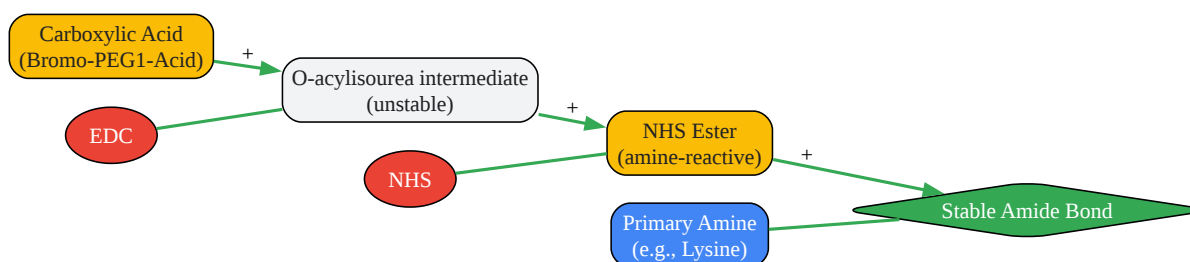 Carboxylic Acid
(Bromo-PEG1-Acid)
+
O-acylisourea intermediate
(unstable)
EDC
+
NHS Ester
(amine-reactive)
NHS
+
Stable Amide Bond
Primary Amine
(e.g., Lysine)